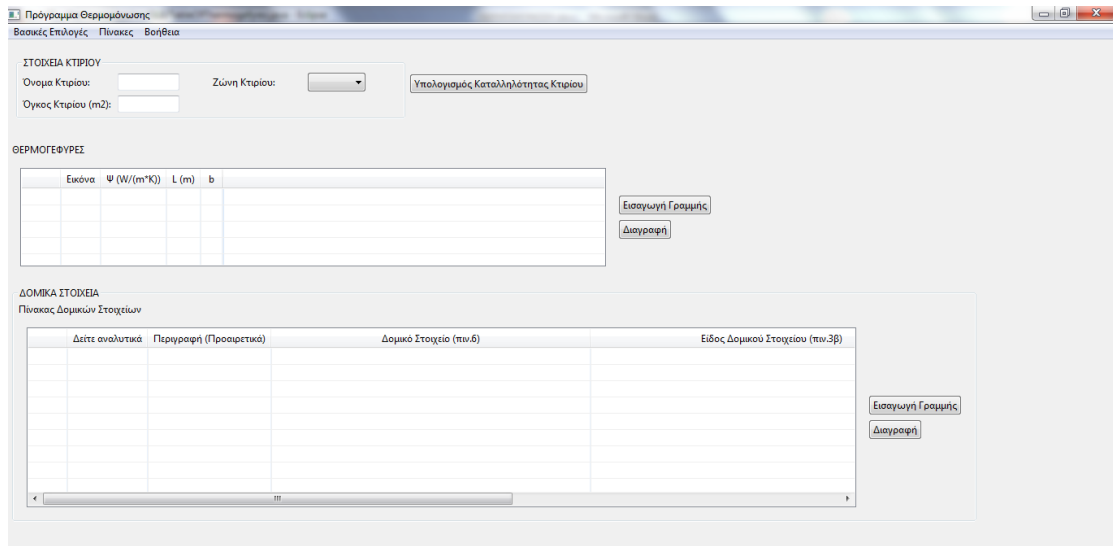 Πρόγραμμα Θερμομόνωσης
Βασικές Επιλογές Πίνακες Βοήθεια
ΣΤΟΙΧΕΙΑ ΚΤΙΡΙΟΥ
Όνομα Κτιρίου: Ζώνη Κτιρίου: Υπολογισμός Καταλληλότητας Κτιρίου
Όγκος Κτιρίου (m2):
ΘΕΡΜΟΓΕΦΥΡΕΣ
Εικόνα Ψ (W/(m*K)) L (m) b
Εισαγωγή Γραμμής
Διαγραφή
ΔΟΜΙΚΑ ΣΤΟΙΧΕΙΑ
Πίνακας Δομικών Στοιχείων
Δείτε αναλυτικά Περιγραφή (Προαιρετικά) Δομικό Στοιχείο (πιν.6) Είδος Δομικού Στοιχείου (πιν.3β)
Εισαγωγή Γραμμής
Διαγραφή